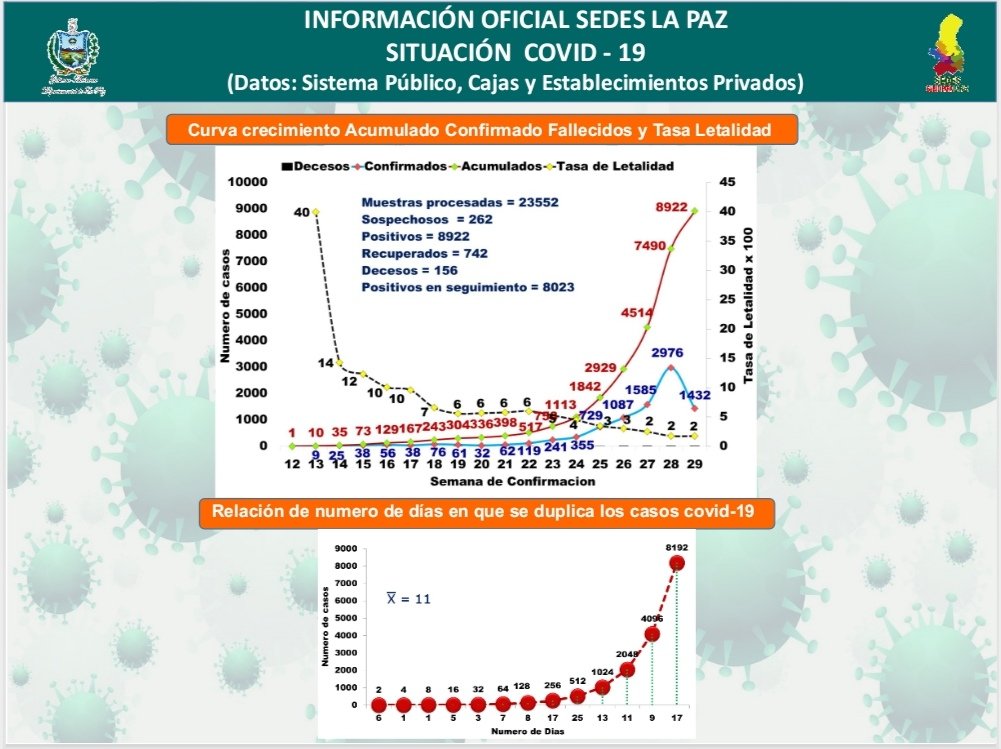 INFORMACIÓN OFICIAL SEDES LA PAZ
SITUACIÓN COVID - 19
(Datos: Sistema Público, Cajas y Establecimientos Privados)
SEDES
Curva crecimiento Acumulado Confirmado Fallecidos y Tasa Letalidad
Decesos Confirmados Acumulados Tasa de Letalidad
Muestras procesadas = 23552
Sospechosos = 262
Positivos = 8922
Recuperados = 742
Decesos = 156
Positivos en seguimiento = 8023
Numero de casos
10000
9000
8000
7000
6000
5000
4000
3000
2000
1000
0
Tasa de Letalidad x 100
45
40
35
30
25
20
15
10
5
0
40 14 12 10 10 7 6 6 6 6 5 4 3 3 2 2 2
1 10 35 73 129 167 243 304 336 398 517 1113 1842 2929 4514 7490 8922
9 25 38 56 38 76 61 32 62 119 241 355 729 1087 1585 2976 1432
12 13 14 15 16 17 18 19 20 21 22 23 24 25 26 27 28 29
Semana de Confirmacion
Relación de numero de días en que se duplica los casos covid-19
Numero de casos
9000
8000
7000
6000
5000
4000
3000
2000
1000
0
X̅ = 11
2 4 8 16 32 64 128 256 512 1024 2048 4096 8192
6 1 1 5 3 7 8 17 25 13 11 9 17
Numero de Dias